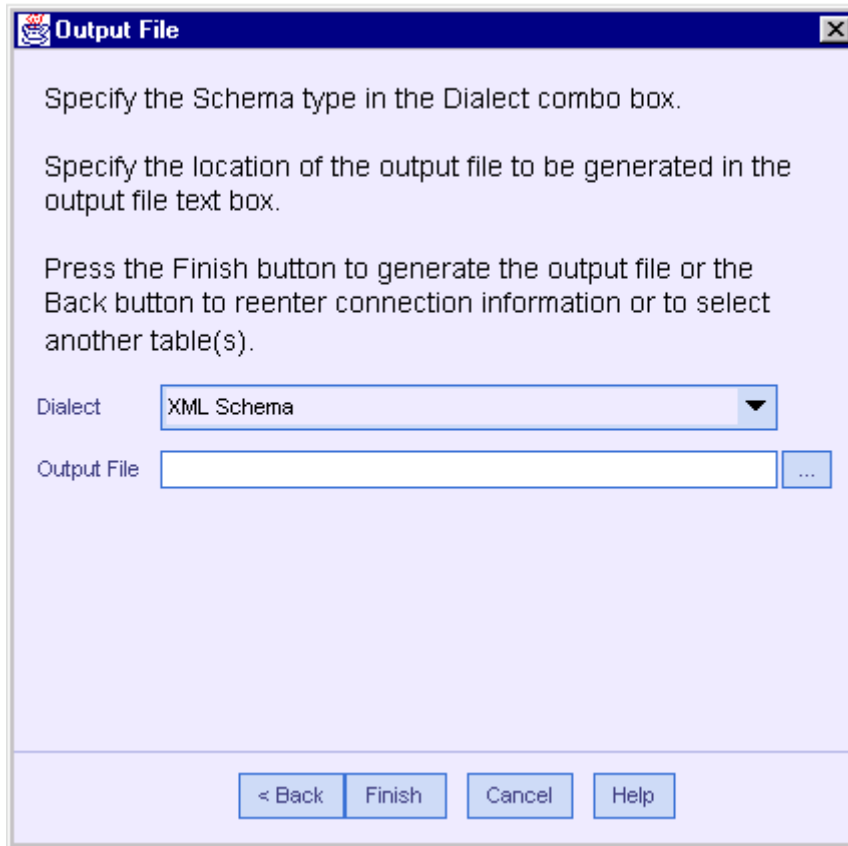 Output File
Specify the Schema type in the Dialect combo box.
Specify the location of the output file to be generated in the
output file text box.
Press the Finish button to generate the output file or the
Back button to reenter connection information or to select
another table(s).
Dialect XML Schema
Output File ...
< Back Finish Cancel Help